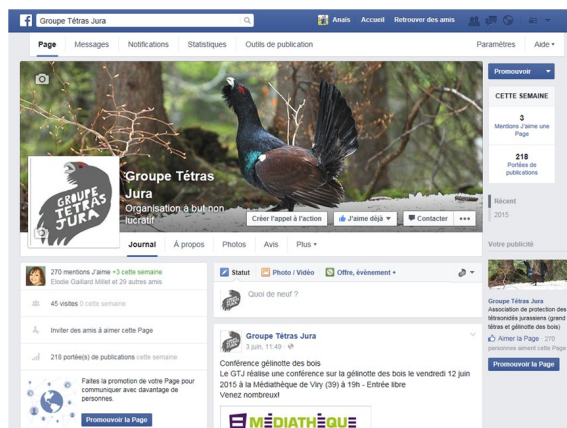 Groupe Tétras Jura
Anaïs Accueil Retrouver des amis
Page Messages Notifications Statistiques Outils de publication Paramètres Aide
Promouvoir
CETTE SEMAINE
3
Mentions J'aime une
Page
218
Portées de
publications
Récent
2015
Votre publicité
GROUPE
TÉTRAS
JURA
Groupe Tétras
Jura
Organisation à but non
lucratif
Créer l'appel à l'action J'aime déjà Contacter
Journal À propos Photos Avis Plus
270 mentions J'aime +3 cette semaine
Elodie Gaillard Millet et 29 autres amis
45 visites 0 cette semaine
Inviter des amis à aimer cette Page
218 portée(s) de publications cette semaine
Faites la promotion de votre Page pour
communiquer avec davantage de
personnes.
Promouvoir la Page
Statut Photo / Vidéo Offre, évènement +
Quoi de neuf ?
Groupe Tétras Jura
3 juin, 11:49
Conférence gélinotte des bois
Le GTJ réalise une conférence sur la gélinotte des bois le vendredi 12 juin
2015 à la Médiathèque de Viry (39) à 19h - Entrée libre
Venez nombreux!
MÉDIATHÈQUE
Groupe Tétras Jura
Association de protection des
tétraonidés jurassiens (grand
tétras et gélinotte des bois)
Aimer la Page · 270
personnes aiment cette Page
Promouvoir la Page